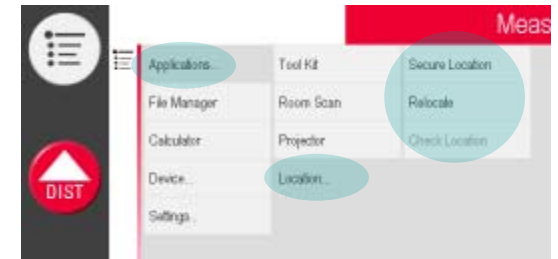 Meas
Applications...
Tool Kit
Secure Location
File Manager
Room Scan
Relocate
Calculator
Projector
Check Location
Device...
Location...
Settings...
DIST